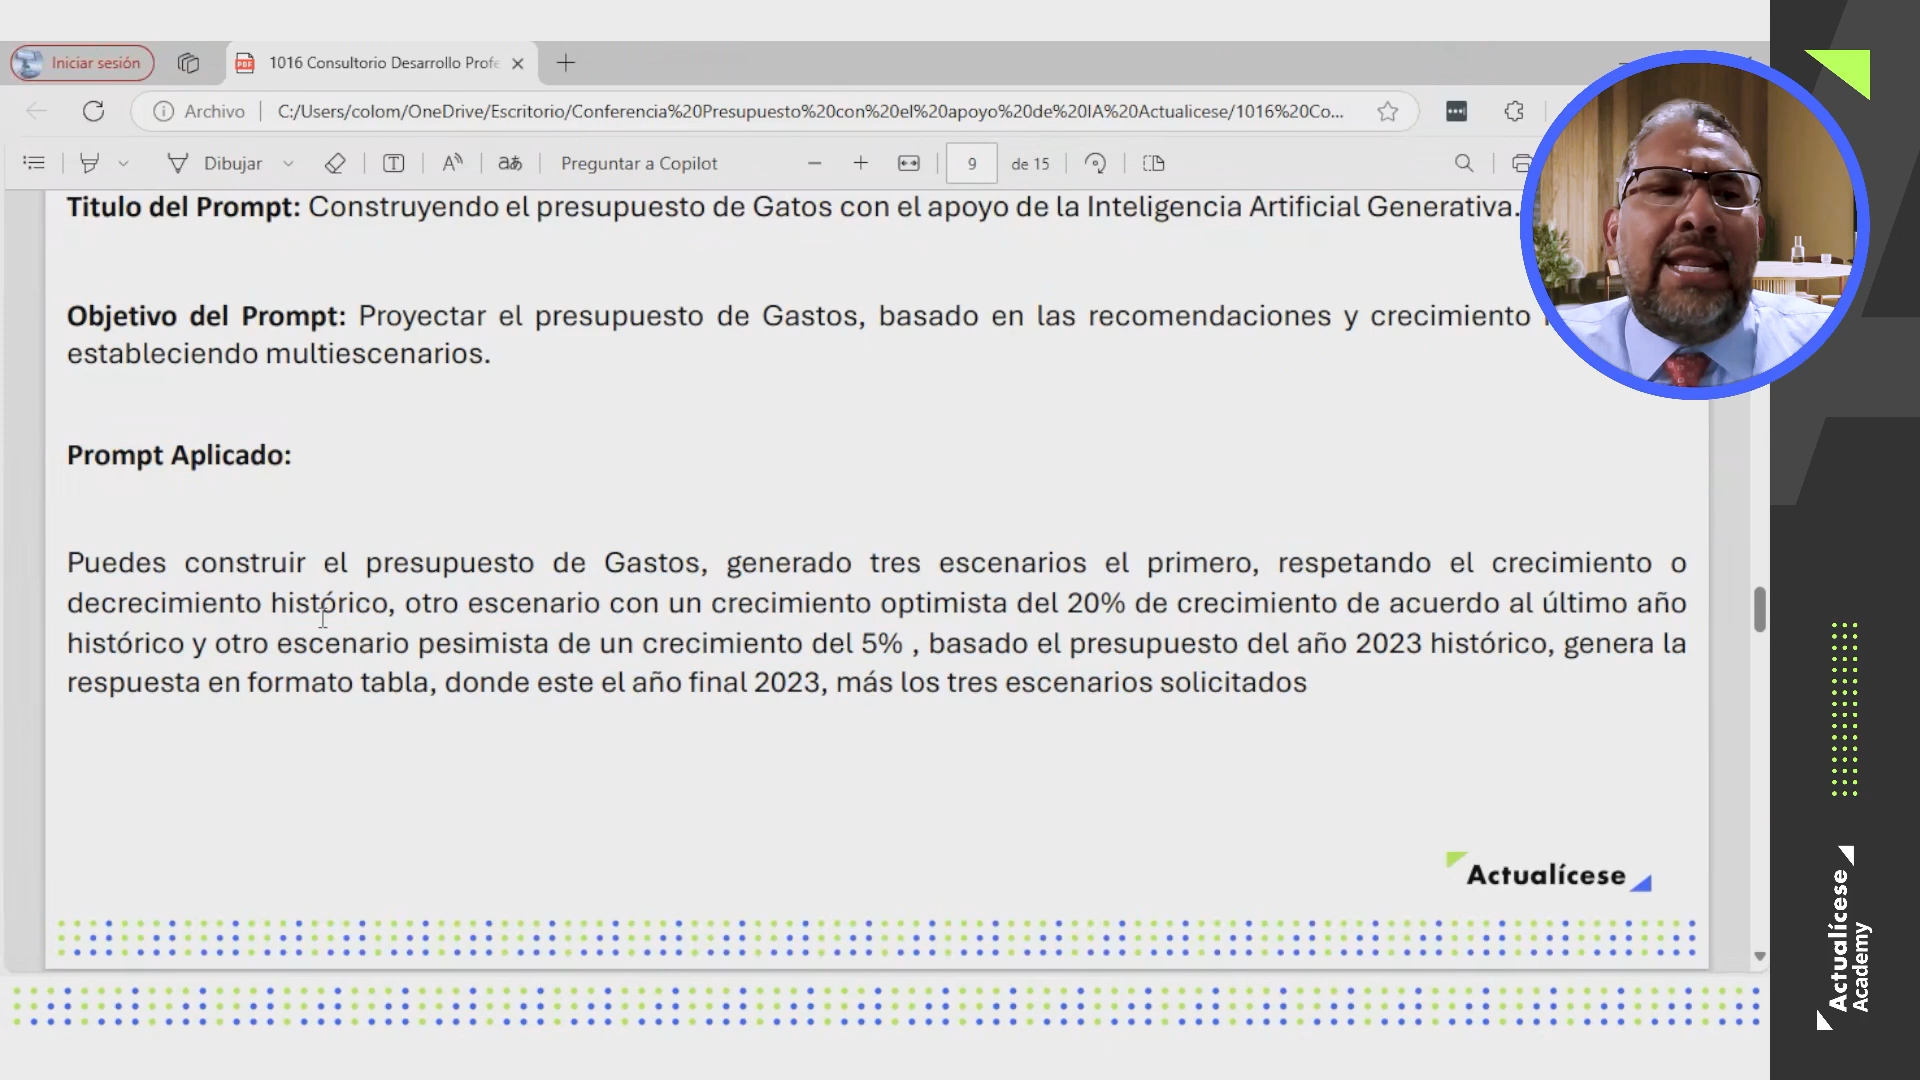 Iniciar sesión
1016 Consultorio Desarrollo Profe
Archivo
C:/Users/colom/OneDrive/Escritorio/Conferencia%20Presupuesto%20con%20el%20apoyo%20de%20IA%20Actualicese/1016%20Co...
Dibujar
Preguntar a Copilot
9
de 15
Titulo del Prompt: Construyendo el presupuesto de Gatos con el apoyo de la Inteligencia Artificial Generativa.
Objetivo del Prompt: Proyectar el presupuesto de Gastos, basado en las recomendaciones y crecimiento
estableciendo multiescenarios.
Prompt Aplicado:
Puedes construir el presupuesto de Gastos, generado tres escenarios el primero, respetando el crecimiento o
decrecimiento histórico, otro escenario con un crecimiento optimista del 20% de crecimiento de acuerdo al último año
histórico y otro escenario pesimista de un crecimiento del 5% , basado el presupuesto del año 2023 histórico, genera la
respuesta en formato tabla, donde este el año final 2023, más los tres escenarios solicitados
Actualícese
Actualícese
Academy